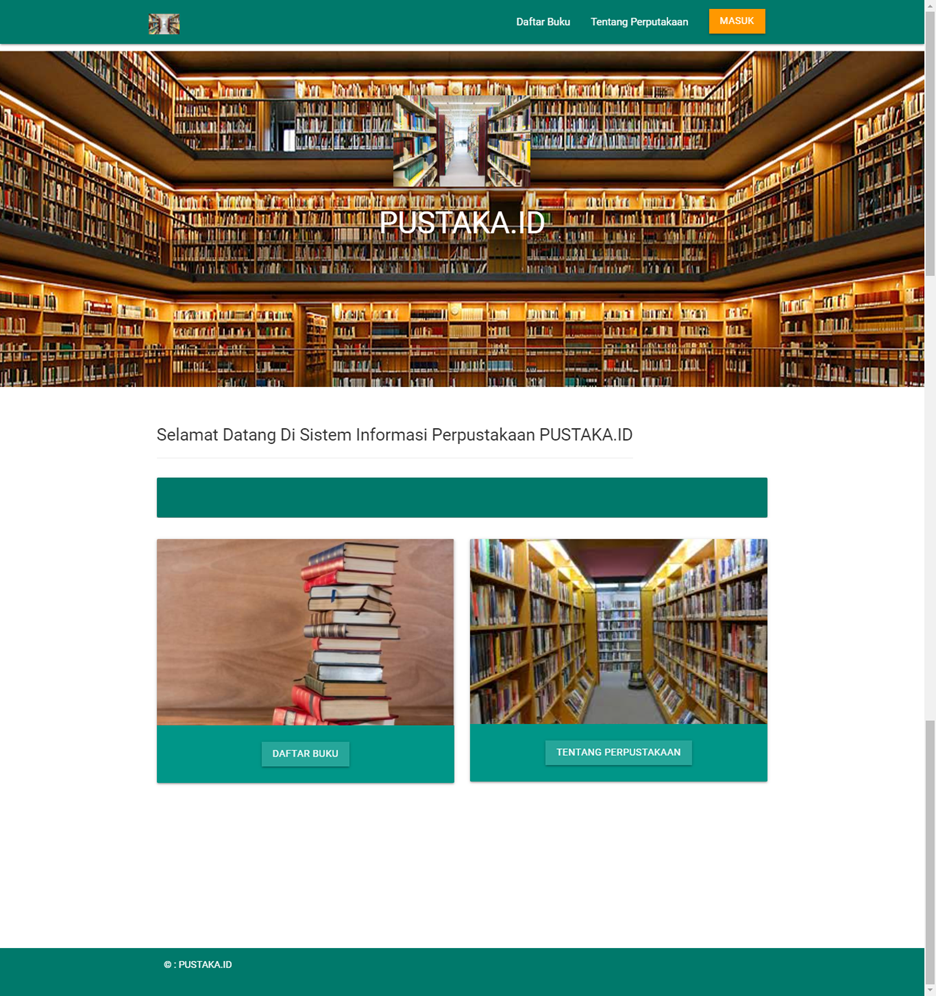 Daftar Buku Tentang Perputakaan MASUK
PUSTAKA.ID
Selamat Datang Di Sistem Informasi Perpustakaan PUSTAKA.ID
DAFTAR BUKU
TENTANG PERPUSTAKAAN
© : PUSTAKA.ID